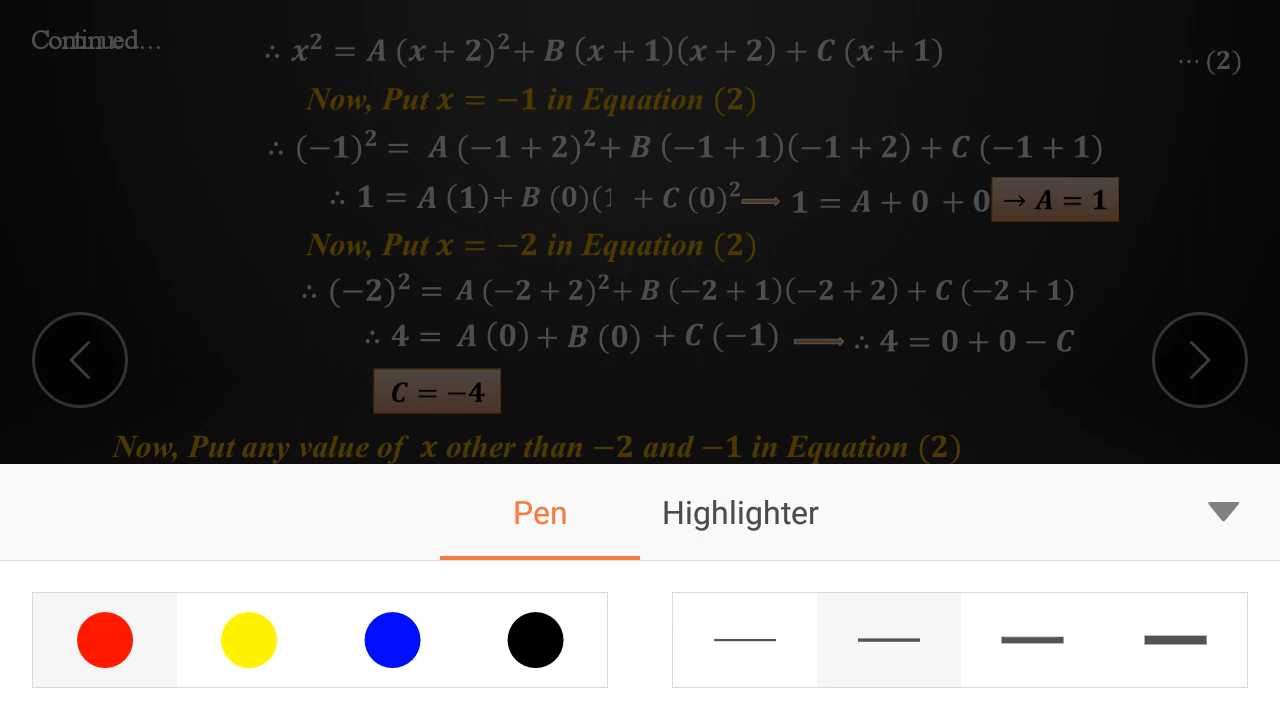 Continued...
∴ x² = A (x + 2)² + B (x + 1)(x + 2) + C (x + 1) ⋯ (2)
Now, Put x = −1 in Equation (2)
∴ (−1)² = A (−1 + 2)² + B (−1 + 1)(−1 + 2) + C (−1 + 1)
∴ 1 = A (1) + B (0)(1 + C (0)² ⟹ 1 = A + 0 + 0 → A = 1
Now, Put x = −2 in Equation (2)
∴ (−2)² = A (−2 + 2)² + B (−2 + 1)(−2 + 2) + C (−2 + 1)
∴ 4 = A (0) + B (0) + C (−1) ⟹ ∴ 4 = 0 + 0 − C
C = −4
Now, Put any value of x other than −2 and −1 in Equation (2)
Pen Highlighter